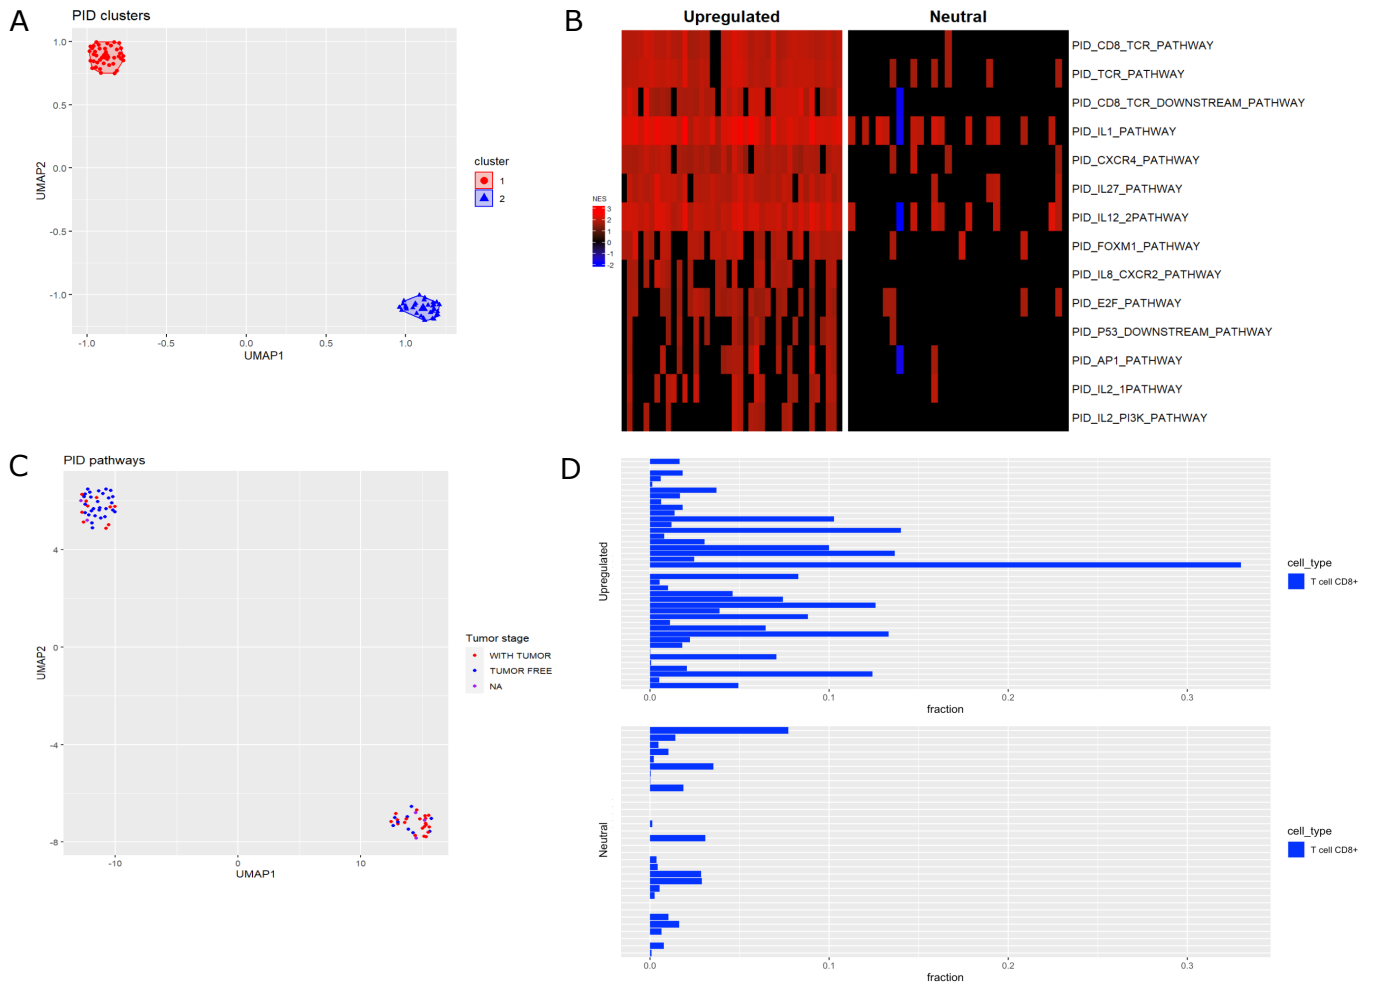 A
PID clusters
1.0
0.5
0.0
-0.5
-1.0
UMAP2
-1.0
-0.5
0.0
0.5
1.0
UMAP1
cluster
1
2
B
Upregulated
Neutral
NES
3
2
1
0
-1
-2
PID_CD8_TCR_PATHWAY
PID_TCR_PATHWAY
PID_CD8_TCR_DOWNSTREAM_PATHWAY
PID_IL1_PATHWAY
PID_CXCR4_PATHWAY
PID_IL27_PATHWAY
PID_IL12_2PATHWAY
PID_FOXM1_PATHWAY
PID_IL8_CXCR2_PATHWAY
PID_E2F_PATHWAY
PID_P53_DOWNSTREAM_PATHWAY
PID_AP1_PATHWAY
PID_IL2_1PATHWAY
PID_IL2_PI3K_PATHWAY
C
PID pathways
4
0
-4
-8
UMAP2
-10
0
10
UMAP1
Tumor stage
WITH TUMOR
TUMOR FREE
NA
D
Upregulated
0.0
0.1
0.2
0.3
fraction
cell_type
T cell CD8+
Neutral
0.0
0.1
0.2
0.3
fraction
cell_type
T cell CD8+